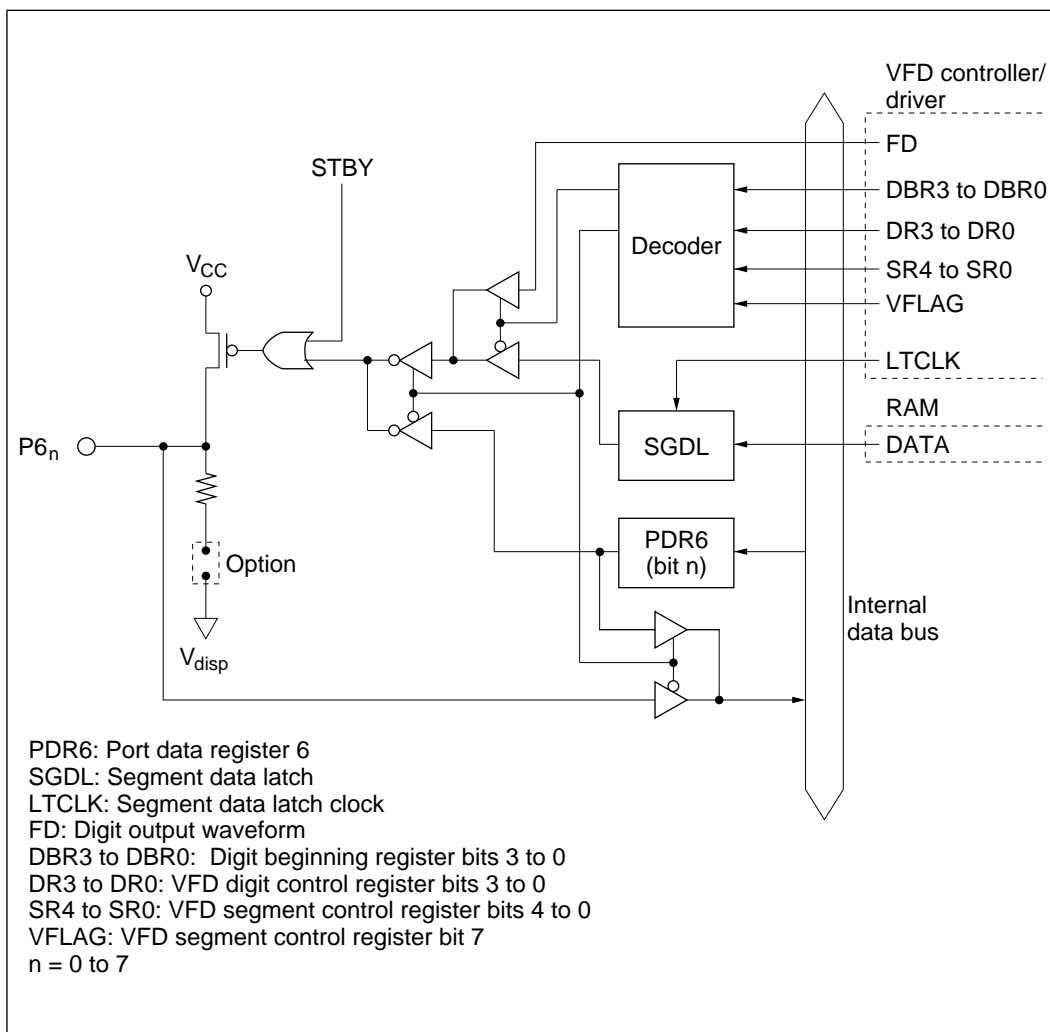 VFD controller/
driver
FD
STBY
DBR3 to DBR0
DR3 to DR0
Decoder
SR4 to SR0
VCC
VFLAG
LTCLK
RAM
P6n
SGDL
DATA
PDR6
(bit n)
Option
Internal
data bus
Vdisp
PDR6: Port data register 6
SGDL: Segment data latch
LTCLK: Segment data latch clock
FD: Digit output waveform
DBR3 to DBR0: Digit beginning register bits 3 to 0
DR3 to DR0: VFD digit control register bits 3 to 0
SR4 to SR0: VFD segment control register bits 4 to 0
VFLAG: VFD segment control register bit 7
n = 0 to 7